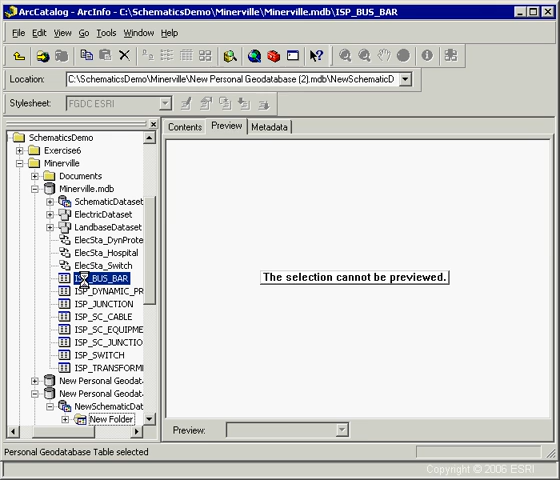 ArcCatalog - ArcInfo - C:\SchematicsDemo\Minerville\Minerville.mdb\ISP_BUS_BAR
File Edit View Go Tools Window Help
Location: C:\SchematicsDemo\Minerville\New Personal Geodatabase (2).mdb\NewSchematicD
Stylesheet: FGDC ESRI
Contents Preview Metadata
SchematicsDemo
Exercise6
Minerville
Documents
Minerville.mdb
SchematicDataset
ElectricDataset
LandbaseDataset
ElecSta_DynProte
ElecSta_Hospital
ElecSta_Switch
ISP_BUS_BAR
ISP_DYNAMIC_PR
ISP_JUNCTION
ISP_SC_CABLE
ISP_SC_EQUIPME
ISP_SC_JUNCTIO
ISP_SWITCH
ISP_TRANSFORM
New Personal Geodat
New Personal Geodat
NewSchematicDat
New Folder
The selection cannot be previewed.
Preview:
Personal Geodatabase Table selected
Copyright © 2006 ESRI